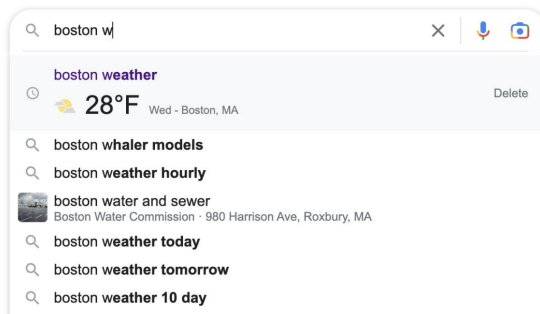 boston w
boston weather
28°F Wed - Boston, MA
Delete
boston whaler models
boston weather hourly
boston water and sewer
Boston Water Commission · 980 Harrison Ave, Roxbury, MA
boston weather today
boston weather tomorrow
boston weather 10 day